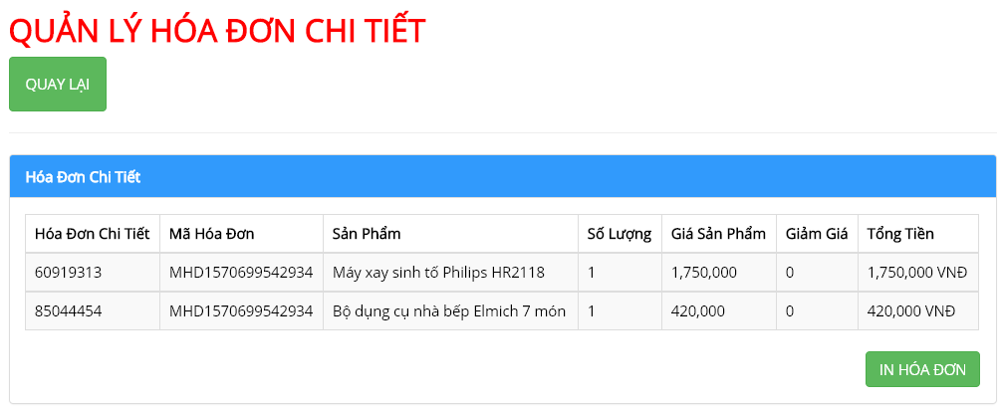 QUẢN LÝ HÓA ĐƠN CHI TIẾT
QUAY LẠI
Hóa Đơn Chi Tiết
Hóa Đơn Chi Tiết Mã Hóa Đơn Sản Phẩm Số Lượng Giá Sản Phẩm Giảm Giá Tổng Tiền
60919313 MHD1570699542934 Máy xay sinh tố Philips HR2118 1 1,750,000 0 1,750,000 VNĐ
85044454 MHD1570699542934 Bộ dụng cụ nhà bếp Elmich 7 món 1 420,000 0 420,000 VNĐ
IN HÓA ĐƠN